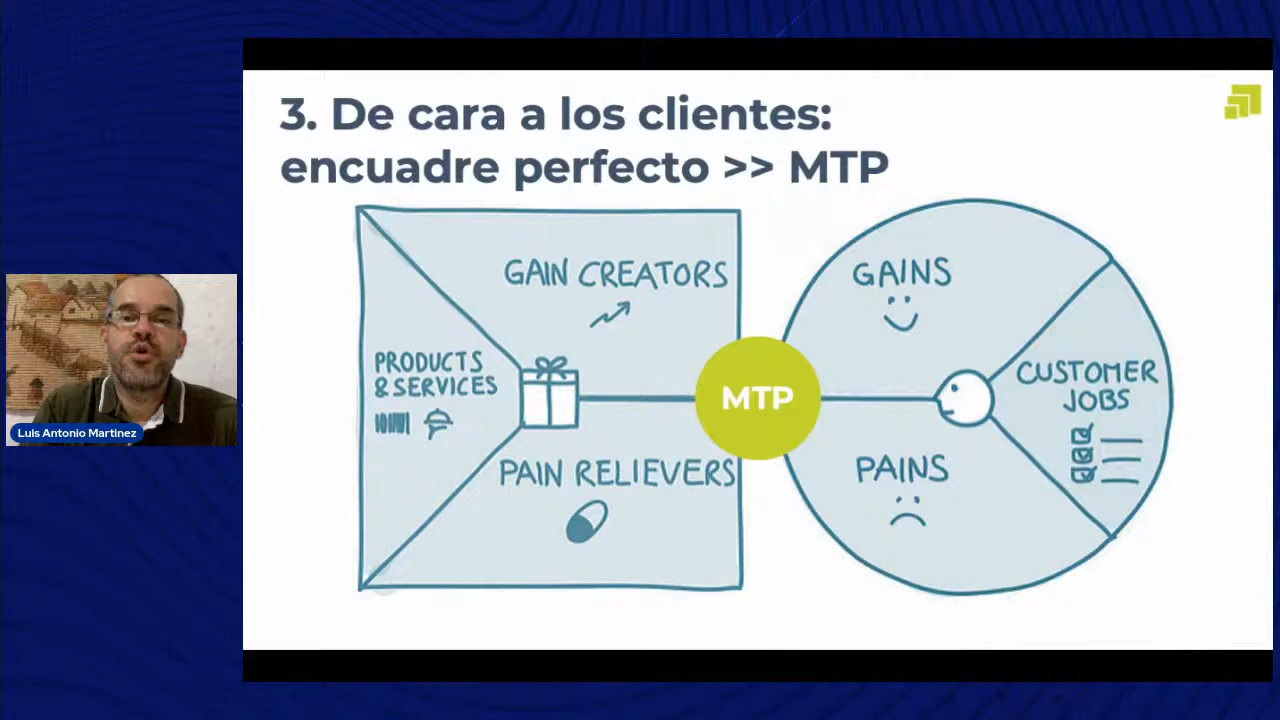 3. De cara a los clientes:
encuadre perfecto >> MTP
GAIN CREATORS
PRODUCTS
& SERVICES
PAIN RELIEVERS
MTP
GAINS
CUSTOMER
JOBS
PAINS
Luis Antonio Martinez